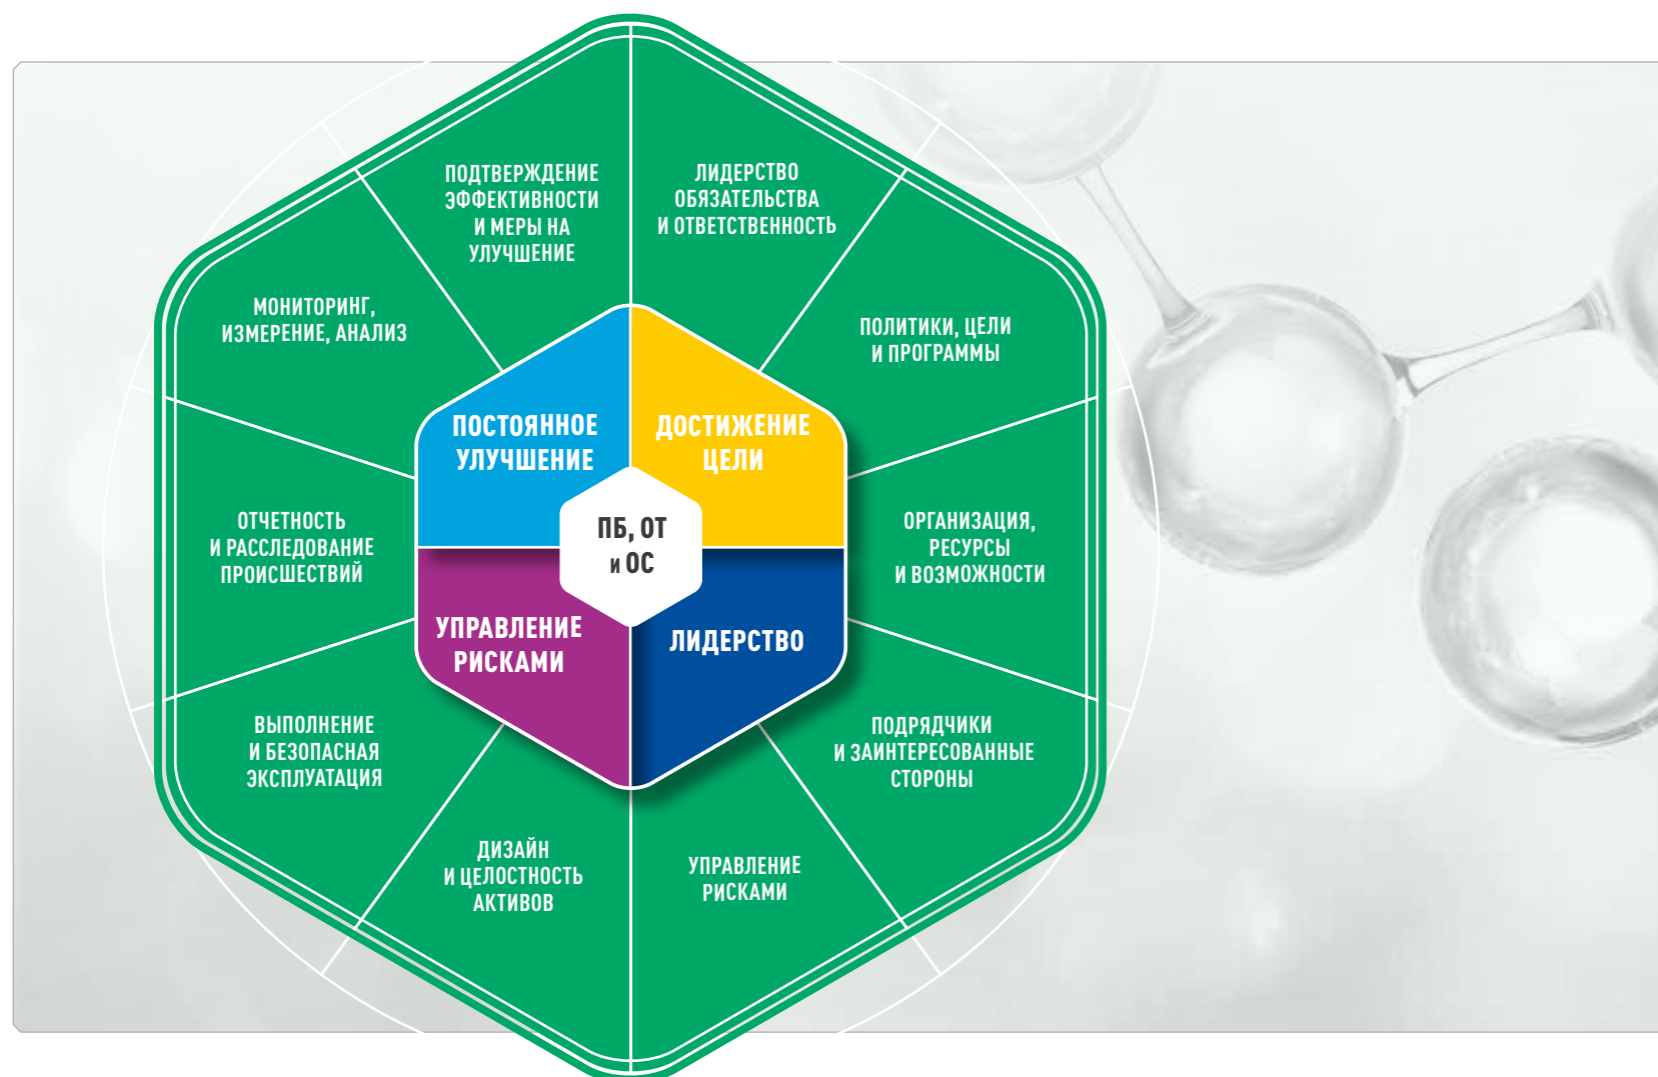 ПОДТВЕРЖДЕНИЕ
ЭФФЕКТИВНОСТИ
И МЕРЫ НА
УЛУЧШЕНИЕ
ЛИДЕРСТВО
ОБЯЗАТЕЛЬСТВА
И ОТВЕТСТВЕННОСТЬ
МОНИТОРИНГ,
ИЗМЕРЕНИЕ, АНАЛИЗ
ПОЛИТИКИ, ЦЕЛИ
И ПРОГРАММЫ
ПОСТОЯННОЕ
УЛУЧШЕНИЕ
ДОСТИЖЕНИЕ
ЦЕЛИ
ОТЧЕТНОСТЬ
И РАССЛЕДОВАНИЕ
ПРОИСШЕСТВИЙ
ПБ, ОТ
и ОС
ОРГАНИЗАЦИЯ,
РЕСУРСЫ
И ВОЗМОЖНОСТИ
УПРАВЛЕНИЕ
РИСКАМИ
ЛИДЕРСТВО
ВЫПОЛНЕНИЕ
И БЕЗОПАСНАЯ
ЭКСПЛУАТАЦИЯ
ПОДРЯДЧИКИ
И ЗАИНТЕРЕСОВАННЫЕ
СТОРОНЫ
ДИЗАЙН
И ЦЕЛОСТНОСТЬ
АКТИВОВ
УПРАВЛЕНИЕ
РИСКАМИ